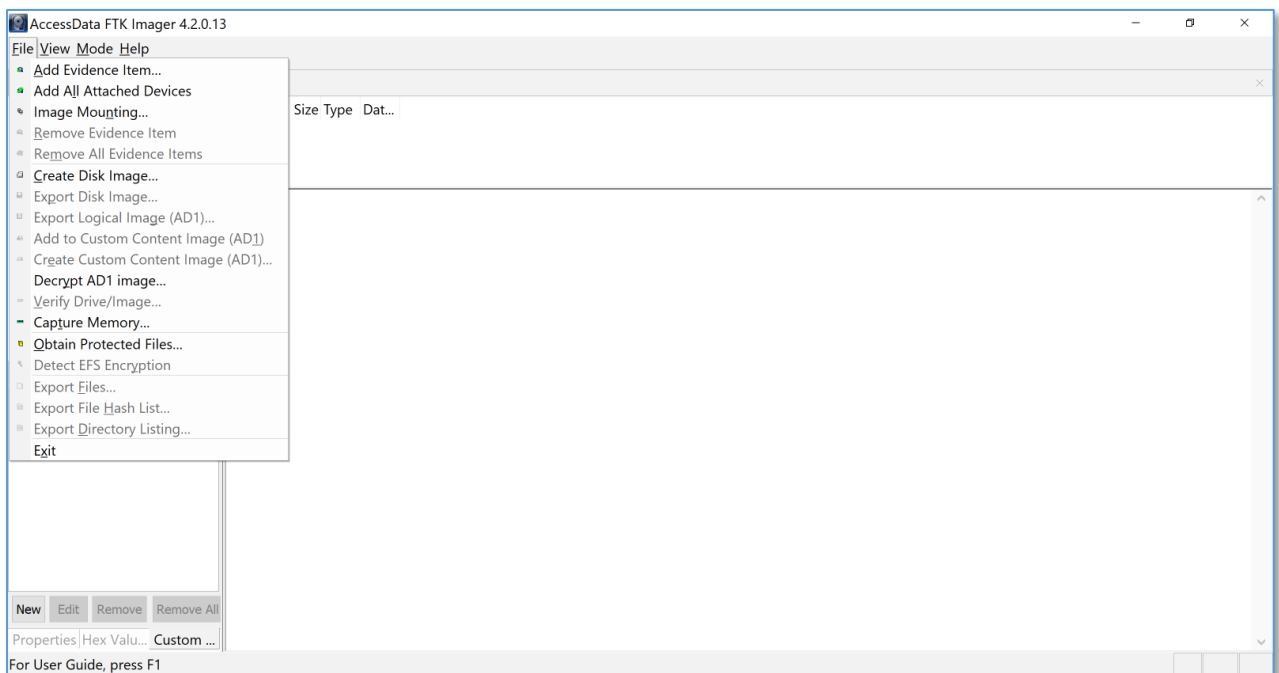 AccessData FTK Imager 4.2.0.13
File View Mode Help
Add Evidence Item...
Add All Attached Devices
Size Type Dat...
Image Mounting...
Remove Evidence Item
Remove All Evidence Items
Create Disk Image...
Export Disk Image...
Export Logical Image (AD1)...
Add to Custom Content Image (AD1)
Create Custom Content Image (AD1)...
Decrypt AD1 image...
Verify Drive/Image...
Capture Memory...
Obtain Protected Files...
Detect EFS Encryption
Export Files...
Export File Hash List...
Export Directory Listing...
Exit
New Edit Remove Remove All
Properties Hex Valu... Custom ...
For User Guide, press F1